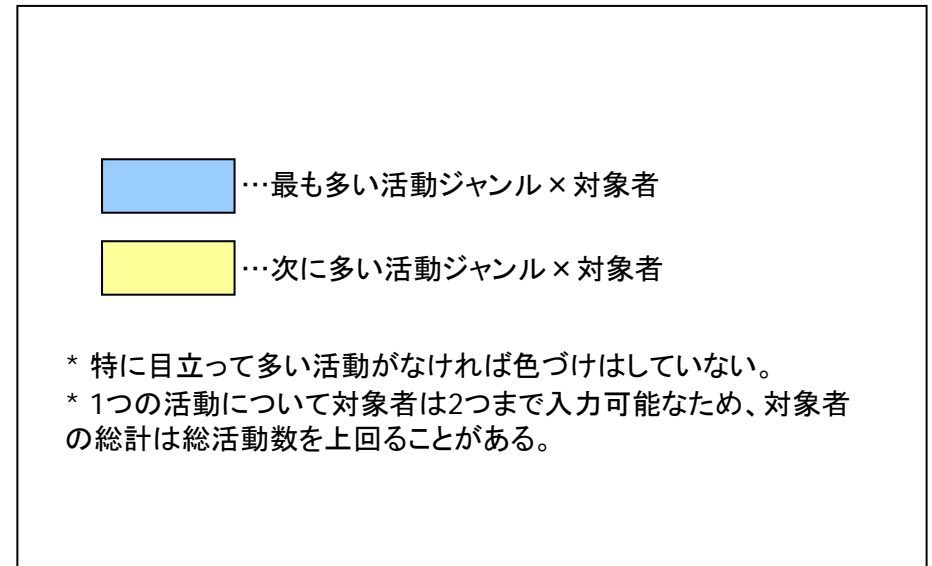 …最も多い活動ジャンル×対象者
…次に多い活動ジャンル×対象者
* 特に目立って多い活動がなければ色づけはしていない。
* 1つの活動について対象者は2つまで入力可能なため、対象者
の総計は総活動数を上回ることがある。